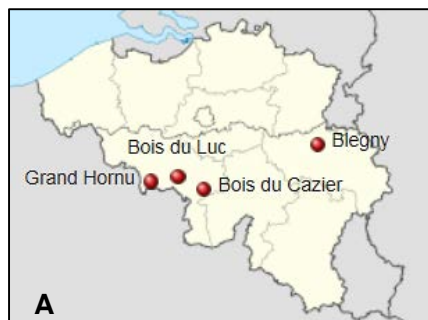 Blegny
Bois du Luc
Grand Hornu
Bois du Cazier
A